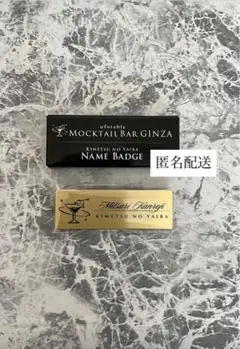 ufotable
MOCKTAIL BAR GINZA
KIMETSU NO YAIBA
NAME BADGE
匿名配送
Mitsuri Kanroji
KIMETSU NO YAIBA